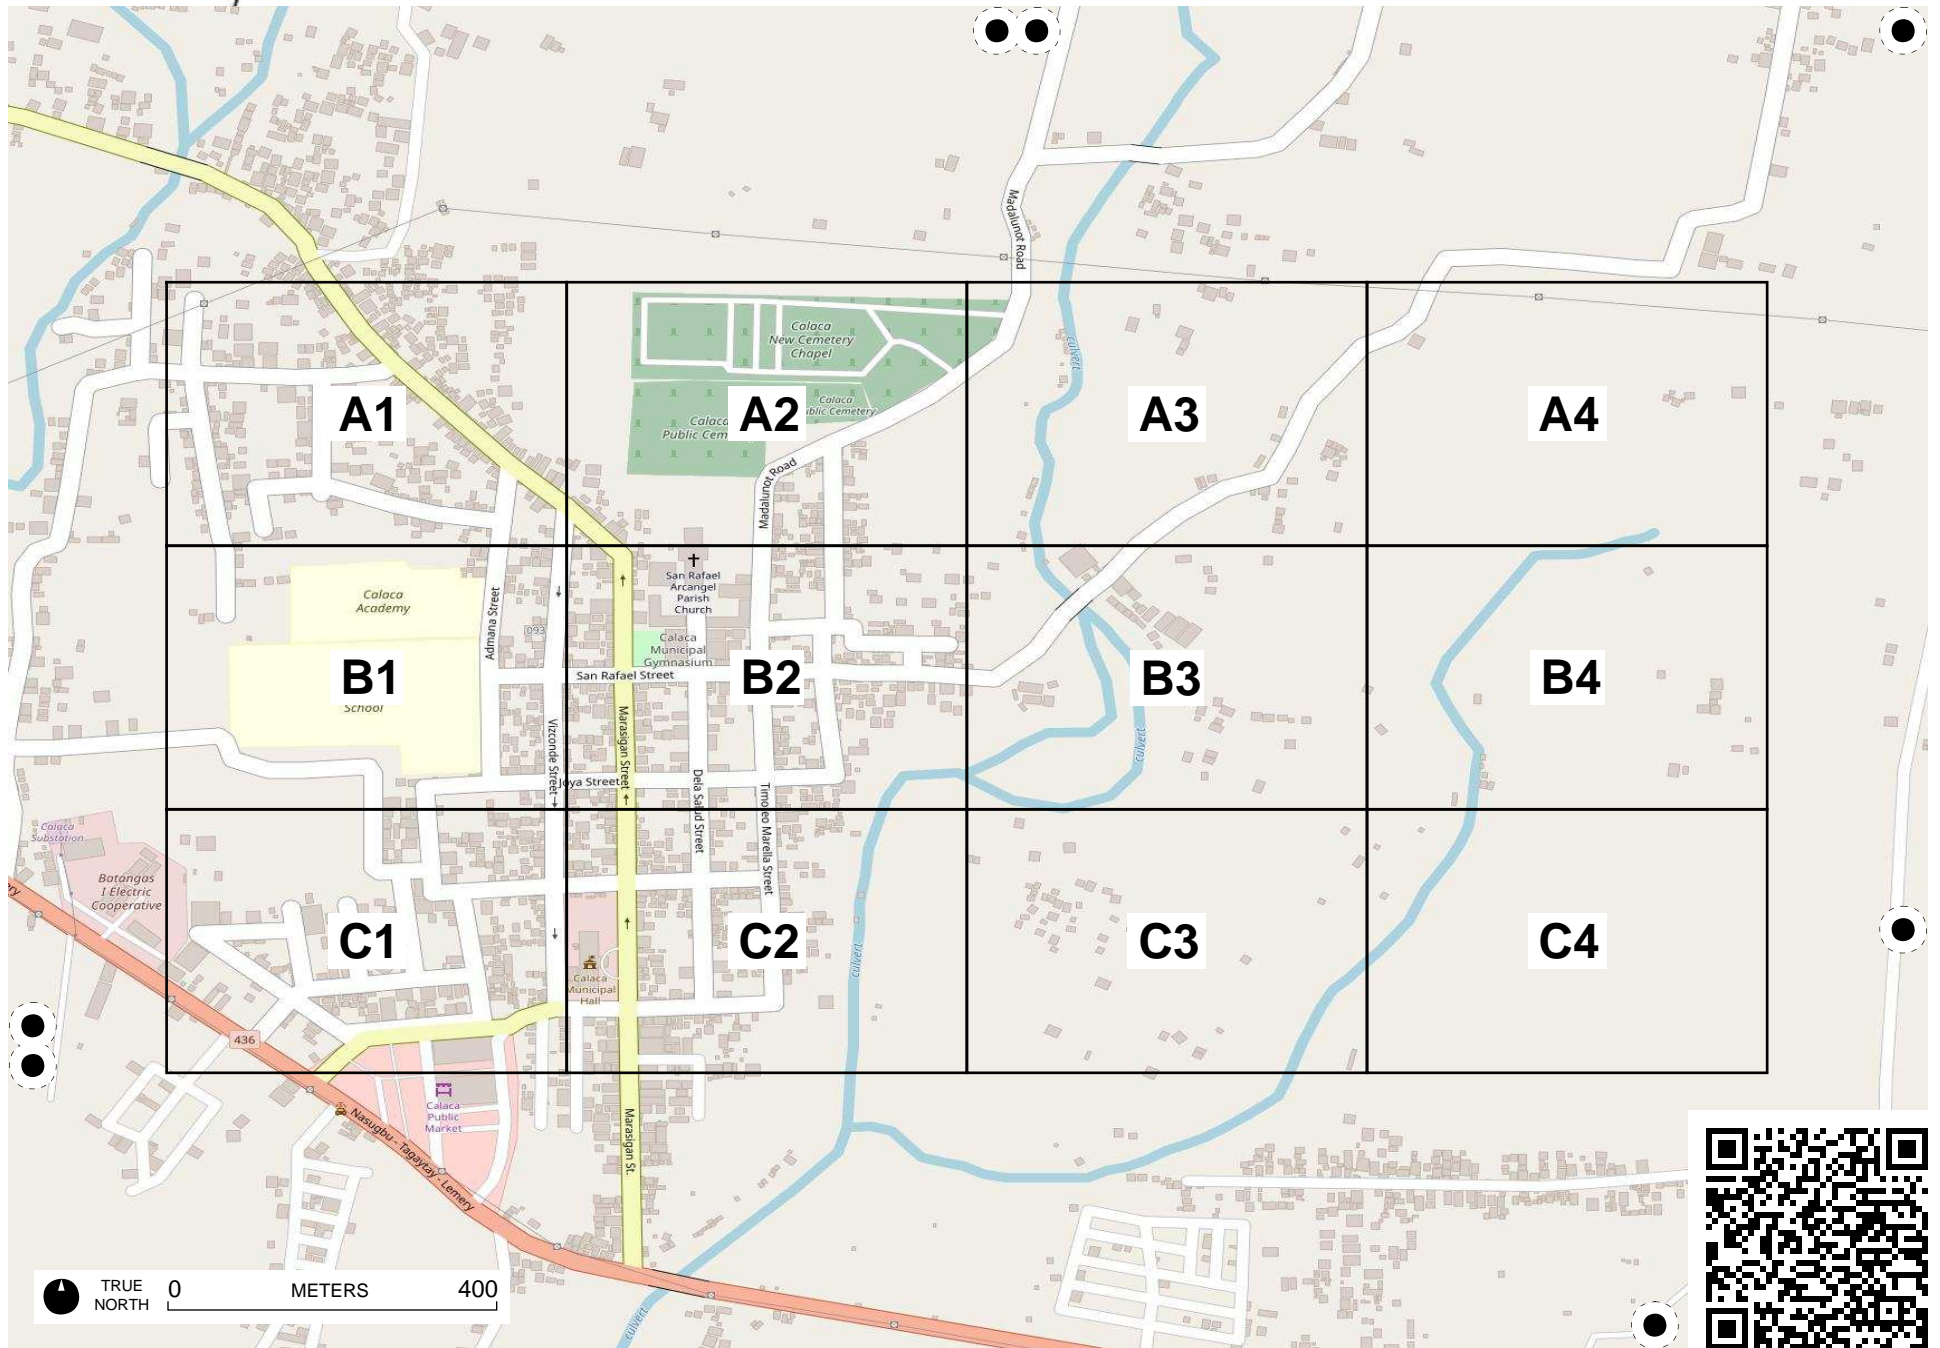 Madalunot Road
Calaca
New Cemetery
Chapel
culvert
A1
A2
A3
A4
Calaca
Public Cemetery
Calaca
Madalunot Road
San Rafael
Arcangel
Parish
Church
Calaca
Academy
Admana Street
093
Calaca
Municipal
Gymnasium
San Rafael Street
B1
B2
B3
B4
School
Vizconde Street
Marasigan Street
culvert
Joya Street
Dela Salud Street
Timoteo Marella Street
Calaca
Substation
Batangas
I Electric
Cooperative
C1
C2
C3
C4
culvert
Calaca
Municipal
Hall
436
Calaca
Public
Market
Nasugbu - Tagaytay - Lemery
Marasigan St.
TRUE
NORTH
0 METERS 400
culvert